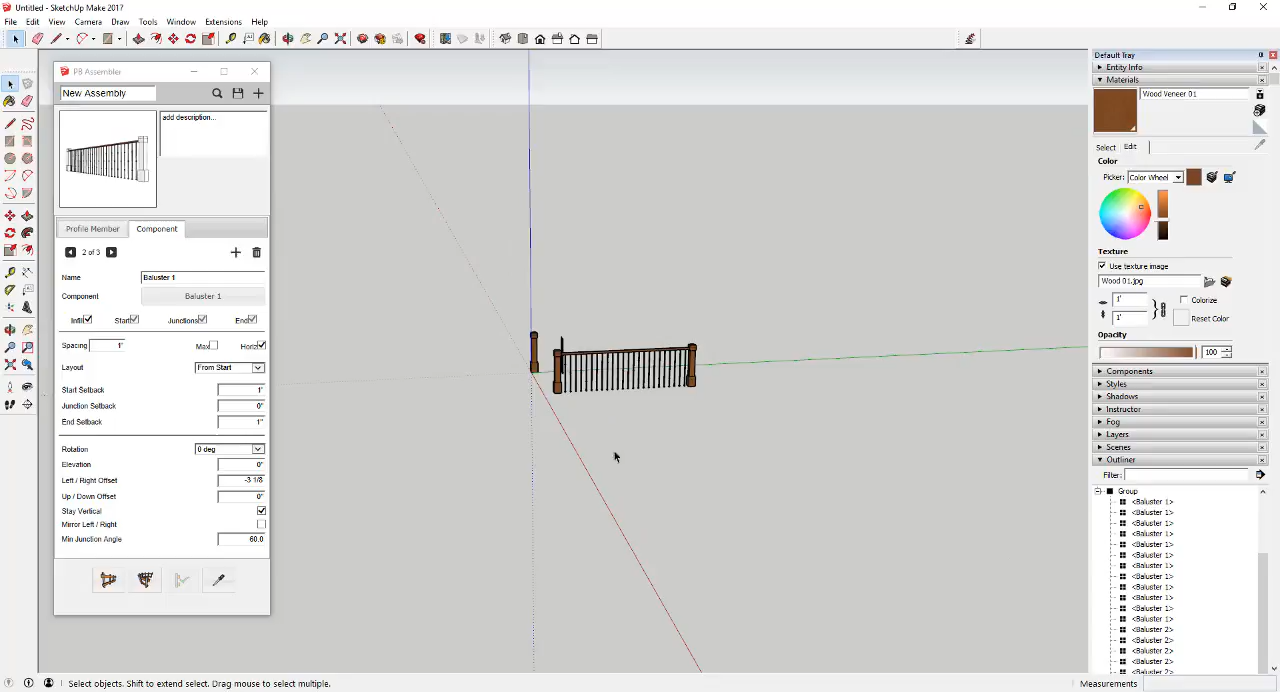 Untitled - SketchUp Make 2017
File Edit View Camera Draw Tools Window Extensions Help
PB Assembler
New Assembly
add description...
Profile Member Component
2 of 3
Name Baluster 1
Component Baluster 1
Infill Start Junctions End
Spacing 1' Max Horiz
Layout From Start
Start Setback 1"
Junction Setback 0"
End Setback 1"
Rotation 0 deg
Elevation 0"
Left / Right Offset -3 1/8
Up / Down Offset 0"
Stay Vertical
Mirror Left / Right
Min Junction Angle 60.0
Default Tray
Entity Info
Materials
Wood Veneer 01
Select Edit
Color
Picker: Color Wheel
Texture
Use texture image
Wood 01.jpg
1' Colorize
1' Reset Color
Opacity
100
Components
Styles
Shadows
Instructor
Fog
Layers
Scenes
Outliner
Filter:
Group
<Baluster 1>
<Baluster 1>
<Baluster 1>
<Baluster 1>
<Baluster 1>
<Baluster 1>
<Baluster 1>
<Baluster 1>
<Baluster 1>
<Baluster 1>
<Baluster 1>
<Baluster 1>
<Baluster 2>
<Baluster 2>
<Baluster 2>
<Baluster 2>
<Baluster 2>
Select objects. Shift to extend select. Drag mouse to select multiple.
Measurements